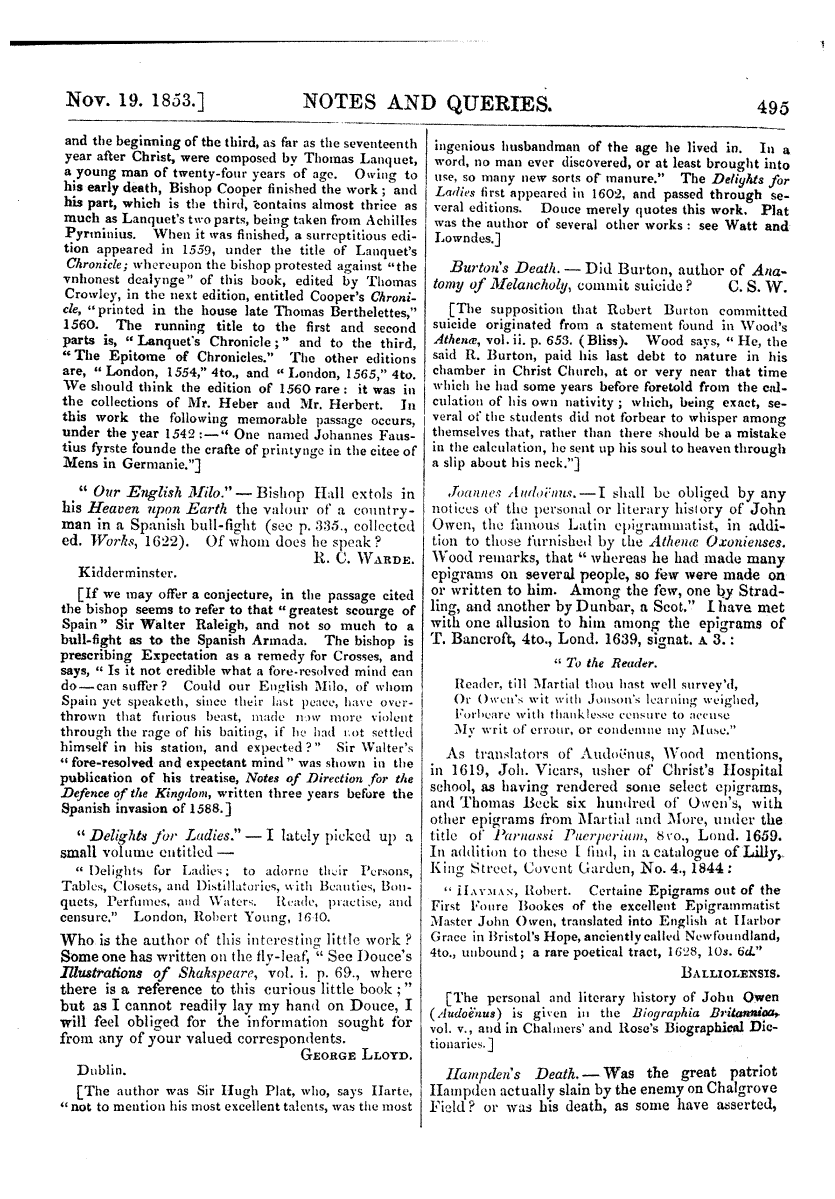 Nov. 19. 1853.] NOTES AND QUERIES. 495
and the beginning of the third, as far as the seventeenth
year after Christ, were composed by Thomas Lanquet,
a young man of twenty-four years of age. Owing to
his early death, Bishop Cooper finished the work; and
his part, which is the third, contains almost thrice as
much as Lanquet's two parts, being taken from Achilles
Pyrminius. When it was finished, a surreptitious edi-
tion appeared in 1559, under the title of Lanquet's
Chronicle; whereupon the bishop protested against "the
vnhonest dealynge" of this book, edited by Thomas
Crowley, in the next edition, entitled Cooper's Chroni-
cle, "printed in the house late Thomas Berthelettes,"
1560. The running title to the first and second
parts is, "Lanquet's Chronicle;" and to the third,
"The Epitome of Chronicles." The other editions
are, "London, 1554," 4to., and "London, 1565," 4to.
We should think the edition of 1560 rare: it was in
the collections of Mr. Heber and Mr. Herbert. In
this work the following memorable passage occurs,
under the year 1542:—"One named Johannes Faus-
tius fyrste founde the crafte of printynge in the citee of
Mens in Germanie."]
"Our English Milo."—Bishop Hall extols in
his Heaven upon Earth the valour of a country-
man in a Spanish bull-fight (see p. 335., collected
ed. Works, 1622). Of whom does he speak?
R. C. WARDE.
Kidderminster.
[If we may offer a conjecture, in the passage cited
the bishop seems to refer to that "greatest scourge of
Spain" Sir Walter Raleigh, and not so much to a
bull-fight as to the Spanish Armada. The bishop is
prescribing Expectation as a remedy for Crosses, and
says, "Is it not credible what a fore-resolved mind can
do—can suffer? Could our English Milo, of whom
Spain yet speaketh, since their last peace, have over-
thrown that furious beast, made now more violent
through the rage of his baiting, if he had not settled
himself in his station, and expected?" Sir Walter's
"fore-resolved and expectant mind" was shown in the
publication of his treatise, Notes of Direction for the
Defence of the Kingdom, written three years before the
Spanish invasion of 1588.]
"Delights for Ladies."—I lately picked up a
small volume entitled—
"Delights for Ladies; to adorne their Persons,
Tables, Closets, and Distillatories, with Beauties, Bou-
quets, Perfumes, and Waters. Reade, practise, and
censure." London, Robert Young, 1640.
Who is the author of this interesting little work?
Some one has written on the fly-leaf, "See Douce's
Illustrations of Shakspeare, vol. i. p. 69., where
there is a reference to this curious little book;"
but as I cannot readily lay my hand on Douce, I
will feel obliged for the information sought for
from any of your valued correspondents.
GEORGE LLOYD.
Dublin.
[The author was Sir Hugh Plat, who, says Harte,
"not to mention his most excellent talents, was the most
ingenious husbandman of the age he lived in. In a
word, no man ever discovered, or at least brought into
use, so many new sorts of manure." The Delights for
Ladies first appeared in 1602, and passed through se-
veral editions. Douce merely quotes this work. Plat
was the author of several other works: see Watt and
Lowndes.]
Burton's Death.—Did Burton, author of Ana-
tomy of Melancholy, commit suicide? C. S. W.
[The supposition that Robert Burton committed
suicide originated from a statement found in Wood's
Athenæ, vol. ii. p. 653. (Bliss). Wood says, "He, the
said R. Burton, paid his last debt to nature in his
chamber in Christ Church, at or very near that time
which he had some years before foretold from the cal-
culation of his own nativity; which, being exact, se-
veral of the students did not forbear to whisper among
themselves that, rather than there should be a mistake
in the calculation, he sent up his soul to heaven through
a slip about his neck."]
Joannes Audoënus.—I shall be obliged by any
notices of the personal or literary history of John
Owen, the famous Latin epigrammatist, in addi-
tion to those furnished by the Athenæ Oxonienses.
Wood remarks, that "whereas he had made many
epigrams on several people, so few were made on
or written to him. Among the few, one by Strad-
ling, and another by Dunbar, a Scot." I have met
with one allusion to him among the epigrams of
T. Bancroft, 4to., Lond. 1639, signat. A 3.:
"To the Reader.
Reader, till Martial thou hast well survey'd,
Or Owen's wit with Jonson's learning weighed,
Forbeare with thanklesse censure to accuse
My writ of errour, or condemne my Muse."
As translators of Audoënus, Wood mentions,
in 1619, Joh. Vicars, usher of Christ's Hospital
school, as having rendered some select epigrams,
and Thomas Beck six hundred of Owen's, with
other epigrams from Martial and More, under the
title of Parnassi Puerperium, 8vo., Lond. 1659.
In addition to these I find, in a catalogue of Lilly,
King Street, Covent Garden, No. 4., 1844:
"HAYMAN, Robert. Certaine Epigrams out of the
First Foure Bookes of the excellent Epigrammatist
Master John Owen, translated into English at Harbor
Grace in Bristol's Hope, anciently called Newfoundland,
4to., unbound; a rare poetical tract, 1628, 10s. 6d."
BALLIOLENSIS.
[The personal and literary history of John Owen
(Audoënus) is given in the Biographia Britannica,
vol. v., and in Chalmers' and Rose's Biographical Dic-
tionaries.]
Hampden's Death.—Was the great patriot
Hampden actually slain by the enemy on Chalgrove
Field? or was his death, as some have asserted,